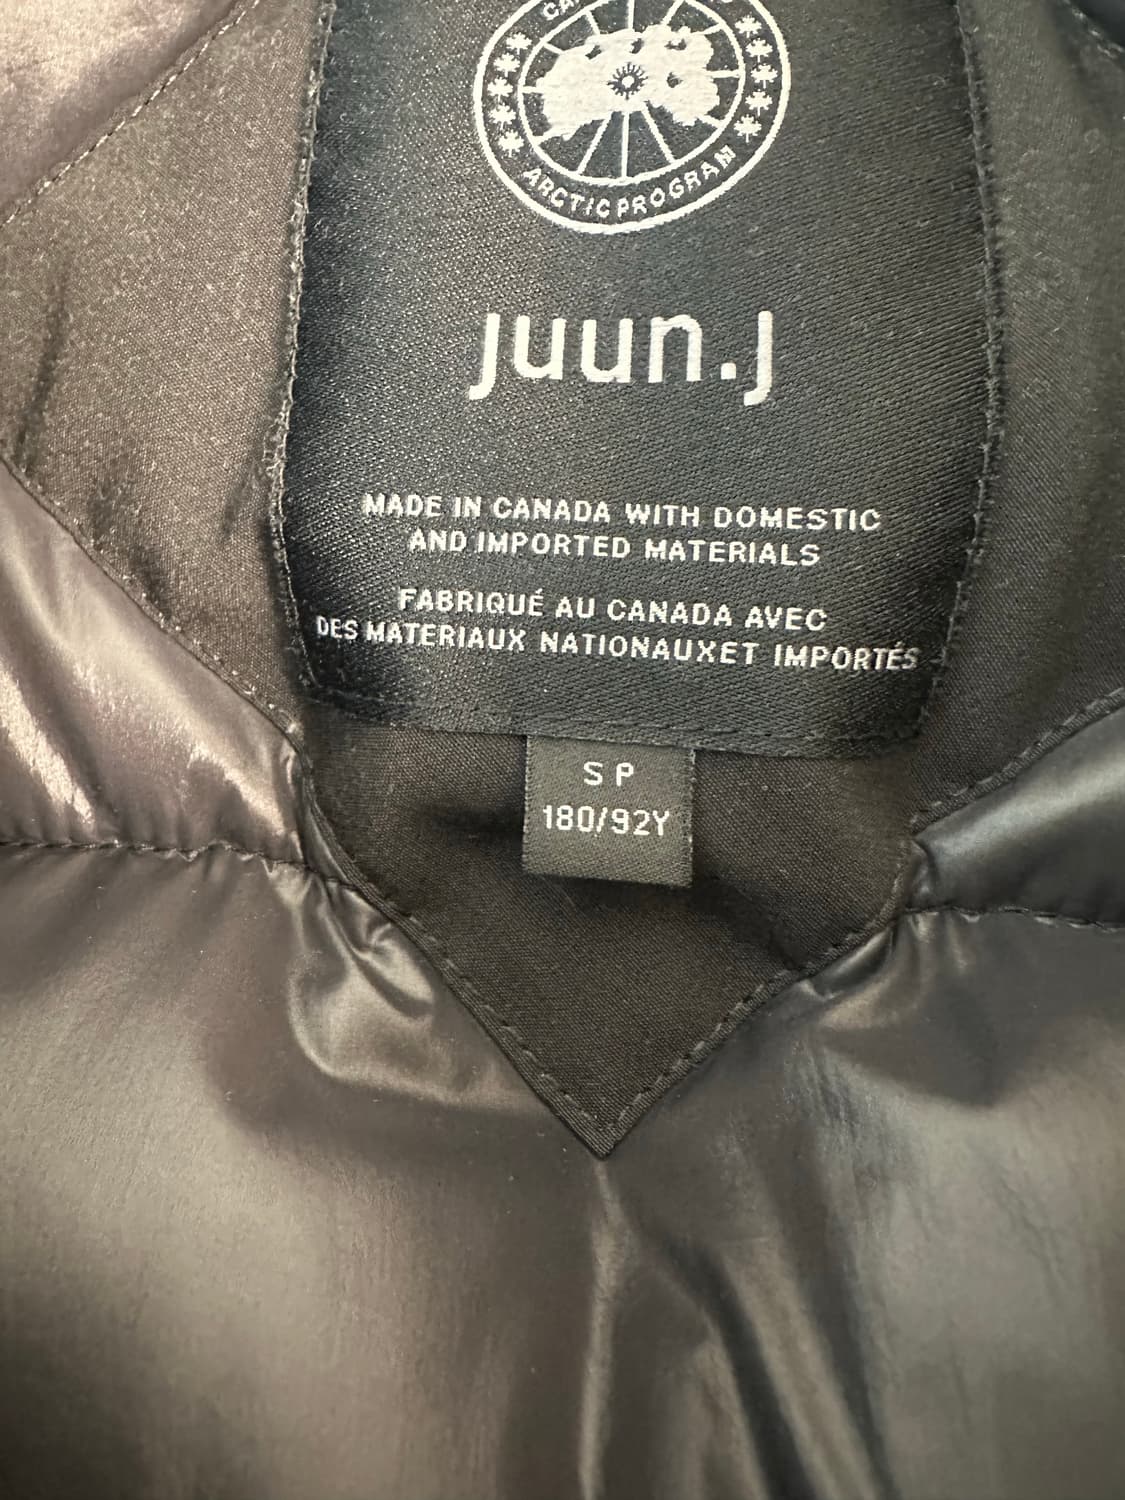 ARCTIC PROGRAM
juun.j
MADE IN CANADA WITH DOMESTIC
AND IMPORTED MATERIALS
FABRIQUÉ AU CANADA AVEC
DES MATERIAUX NATIONAUXET IMPORTÉS
S P
180/92Y